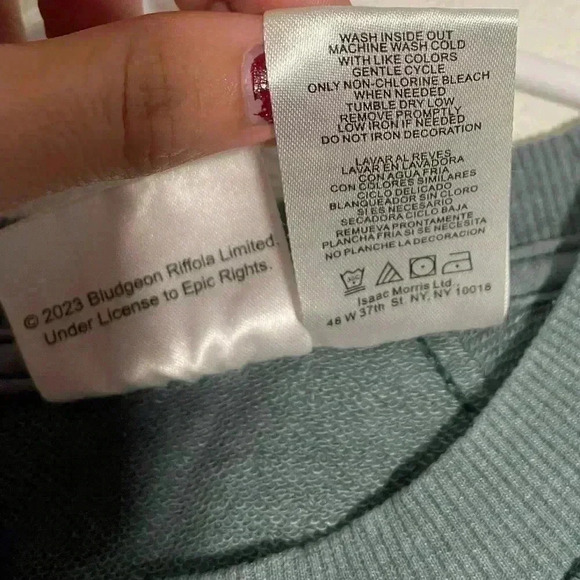 WASH INSIDE OUT
MACHINE WASH COLD
WITH LIKE COLORS
GENTLE CYCLE
ONLY NON-CHLORINE BLEACH
WHEN NEEDED
TUMBLE DRY LOW
REMOVE PROMPTLY
LOW IRON IF NEEDED
DO NOT IRON DECORATION
LAVAR AL REVES
LAVAR EN LAVADORA
CON AGUA FRIA
CON COLORES SIMILARES
CICLO DELICADO
BLANQUEADOR SIN CLORO
SI ES NECESARIO
SECADORA CICLO BAJA
REMUEVA PRONTAMENTE
PLANCHA FRIA SI SE NECESITA
NO PLANCHE LA DECORACION
Isaac Morris Ltd.
48 W 37th St NY, NY 10018
© 2023 Bludgeon Riffola Limited.
Under License to Epic Rights.